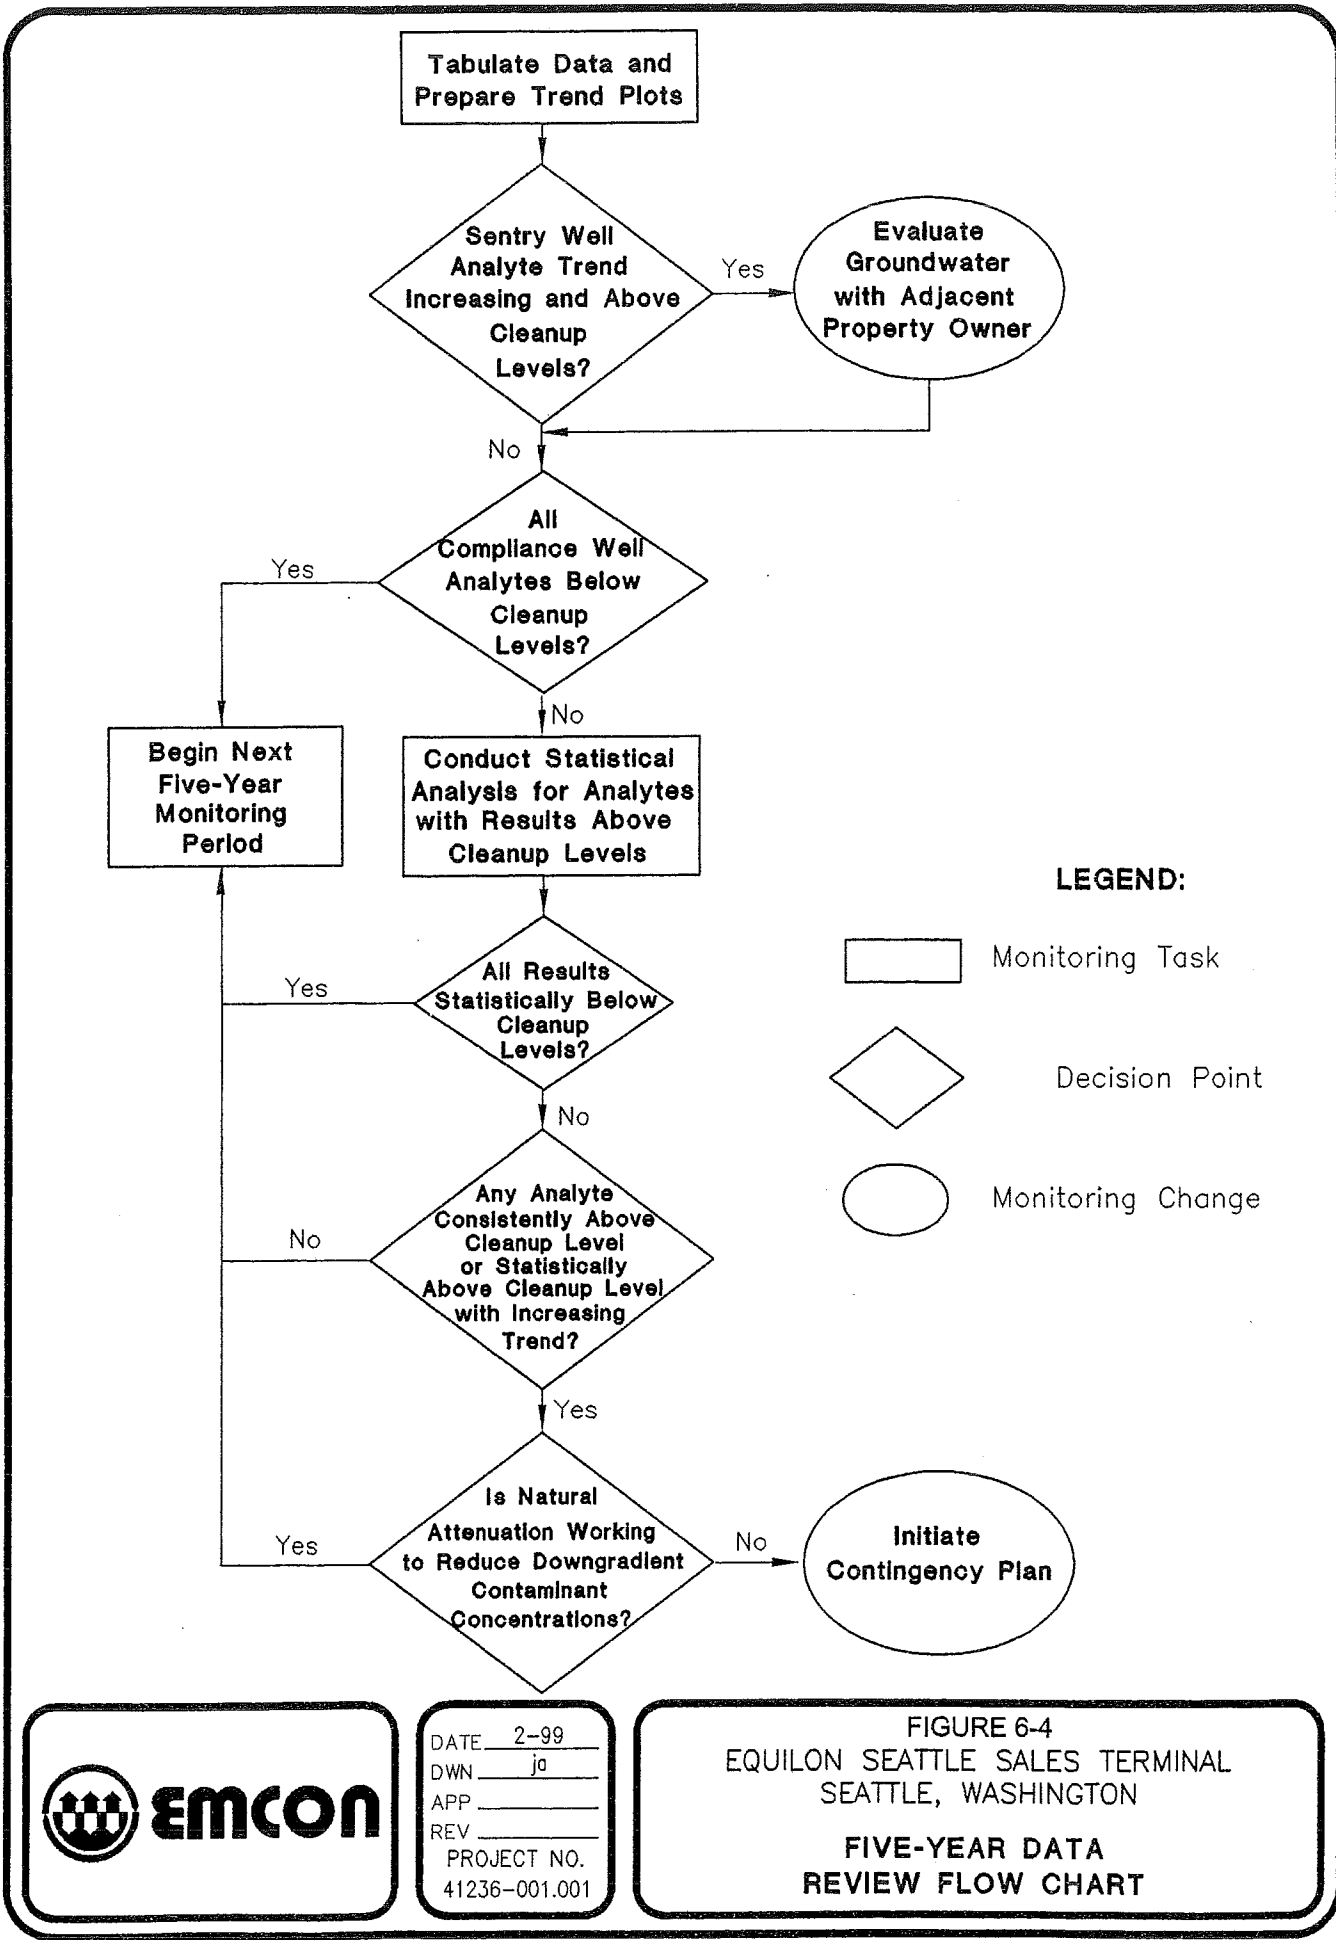 Tabulate Data and
Prepare Trend Plots
Sentry Well
Analyte Trend
Increasing and Above
Cleanup
Levels?
Yes
Evaluate
Groundwater
with Adjacent
Property Owner
No
All
Compliance Well
Analytes Below
Cleanup
Levels?
Yes
No
Begin Next
Five-Year
Monitoring
Period
Conduct Statistical
Analysis for Analytes
with Results Above
Cleanup Levels
LEGEND:
Monitoring Task
Decision Point
Monitoring Change
All Results
Statistically Below
Cleanup
Levels?
Yes
No
Any Analyte
Consistently Above
Cleanup Level
or Statistically
Above Cleanup Level
with Increasing
Trend?
No
Yes
Is Natural
Attenuation Working
to Reduce Downgradient
Contaminant
Concentrations?
Yes
No
Initiate
Contingency Plan
EMCON
DATE 2-99
DWN ja
APP
REV
PROJECT NO.
41236-001.001
FIGURE 6-4
EQUILON SEATTLE SALES TERMINAL
SEATTLE, WASHINGTON
FIVE-YEAR DATA
REVIEW FLOW CHART